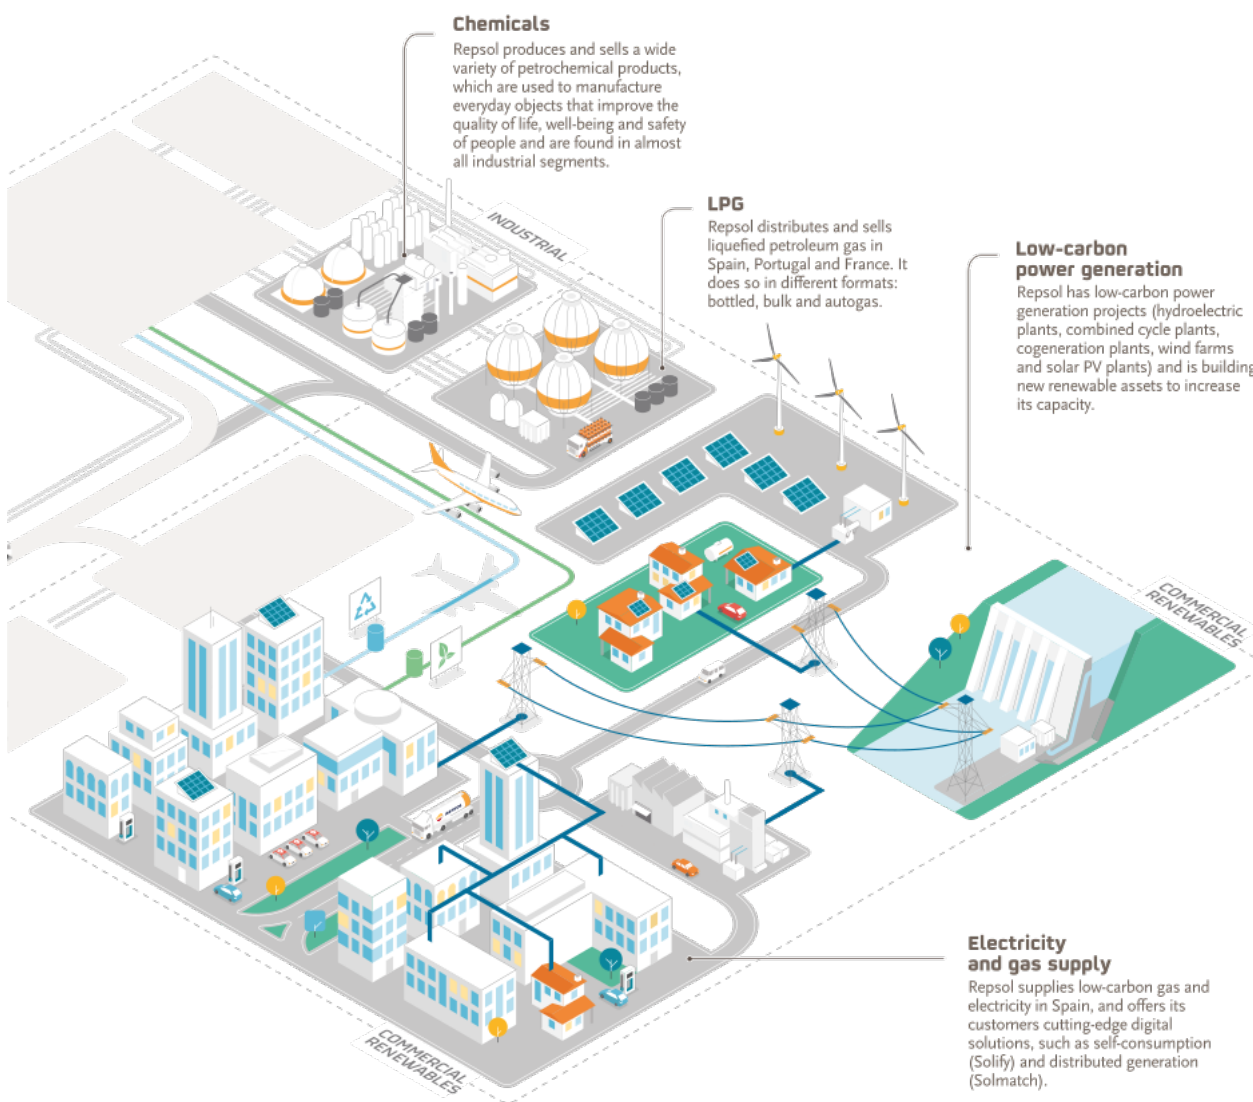 Chemicals
Repsol produces and sells a wide
variety of petrochemical products,
which are used to manufacture
everyday objects that improve the
quality of life, well-being and safety
of people and are found in almost
all industrial segments.
INDUSTRIAL
LPG
Repsol distributes and sells
liquefied petroleum gas in
Spain, Portugal and France. It
does so in different formats:
bottled, bulk and autogas.
Low-carbon
power generation
Repsol has low-carbon power
generation projects (hydroelectric
plants, combined cycle plants,
cogeneration plants, wind farms
and solar PV plants) and is building
new renewable assets to increase
its capacity.
COMMERCIAL
RENEWABLES
Electricity
and gas supply
Repsol supplies low-carbon gas and
electricity in Spain, and offers its
customers cutting-edge digital
solutions, such as self-consumption
(Solify) and distributed generation
(Solmatch).
COMMERCIAL
RENEWABLES